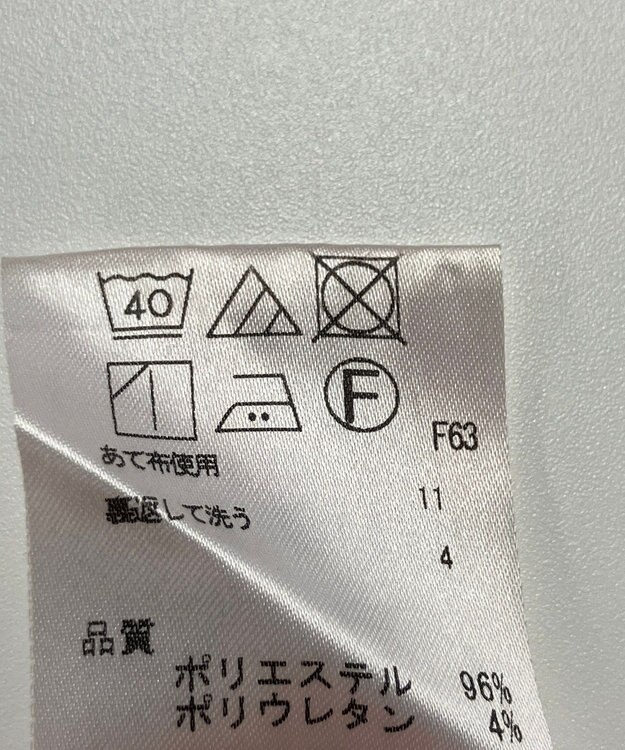 40
F
F63
あて布使用
11
裏返して洗う
4
品質
ポリエステル 96%
ポリウレタン 4%